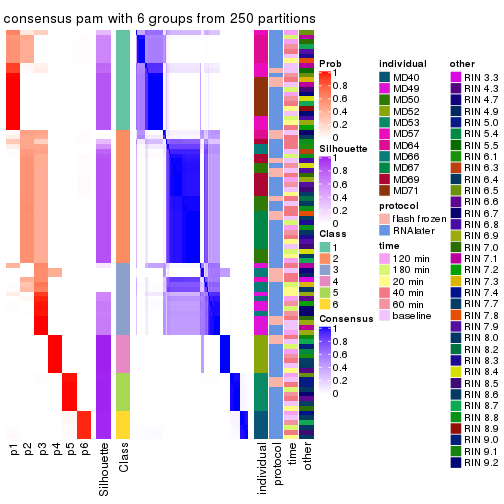 consensus pam with 6 groups from 250 partitions
Prob
1
0.8
0.6
0.4
0.2
0
Silhouette
1
0.8
0.6
0.4
0.2
0
Class
1
2
3
4
5
6
Consensus
1
0.8
0.6
0.4
0.2
0
individual
MD40
MD49
MD50
MD52
MD53
MD57
MD64
MD66
MD67
MD69
MD71
protocol
flash frozen
RNAlater
time
120 min
180 min
20 min
40 min
60 min
baseline
other
RIN 3.3
RIN 4.3
RIN 4.7
RIN 4.9
RIN 5.0
RIN 5.4
RIN 5.5
RIN 6.1
RIN 6.3
RIN 6.4
RIN 6.5
RIN 6.6
RIN 6.7
RIN 6.8
RIN 6.9
RIN 7.0
RIN 7.1
RIN 7.2
RIN 7.3
RIN 7.4
RIN 7.7
RIN 7.8
RIN 7.9
RIN 8.0
RIN 8.2
RIN 8.3
RIN 8.4
RIN 8.5
RIN 8.6
RIN 8.7
RIN 8.8
RIN 8.9
RIN 9.0
RIN 9.1
RIN 9.2
p1
p2
p3
p4
p5
p6
Silhouette
Class
individual
protocol
time
other